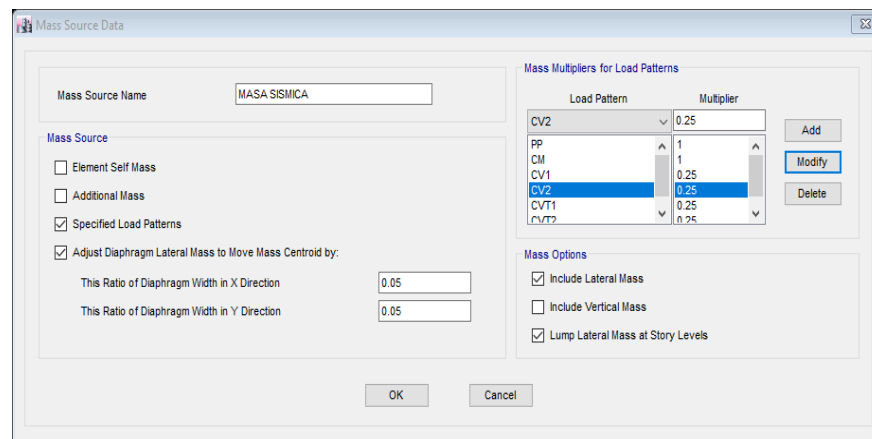 Mass Source Data
Mass Source Name MASA SISMICA
Mass Source
Element Self Mass
Additional Mass
Specified Load Patterns
Adjust Diaphragm Lateral Mass to Move Mass Centroid by:
This Ratio of Diaphragm Width in X Direction 0.05
This Ratio of Diaphragm Width in Y Direction 0.05
Mass Multipliers for Load Patterns
Load Pattern Multiplier
CV2 0.25
PP 1
CM 1
CV1 0.25
CV2 0.25
CVT1 0.25
CVT2 0.25
Add
Modify
Delete
Mass Options
Include Lateral Mass
Include Vertical Mass
Lump Lateral Mass at Story Levels
OK Cancel